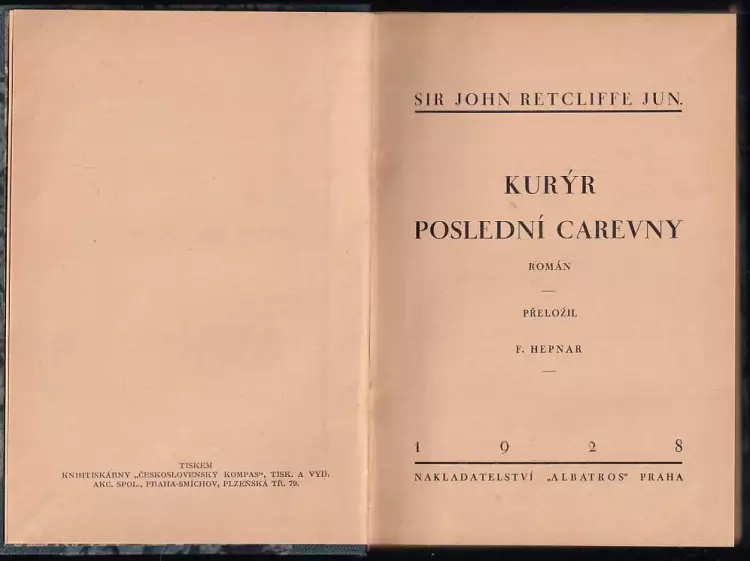 TISKEM
KNIHTISKÁRNY „ČESKOSLOVENSKÝ KOMPAS", TISK. A VYD.
AKC. SPOL., PRAHA-SMÍCHOV, PLZEŇSKÁ TŘ. 79.
SIR JOHN RETCLIFFE JUN.
KURÝR
POSLEDNÍ CAREVNY
ROMÁN
—
PŘELOŽIL
F. HEPNAR
—
1 9 2 8
NAKLADATELSTVÍ „ALBATROS" PRAHA